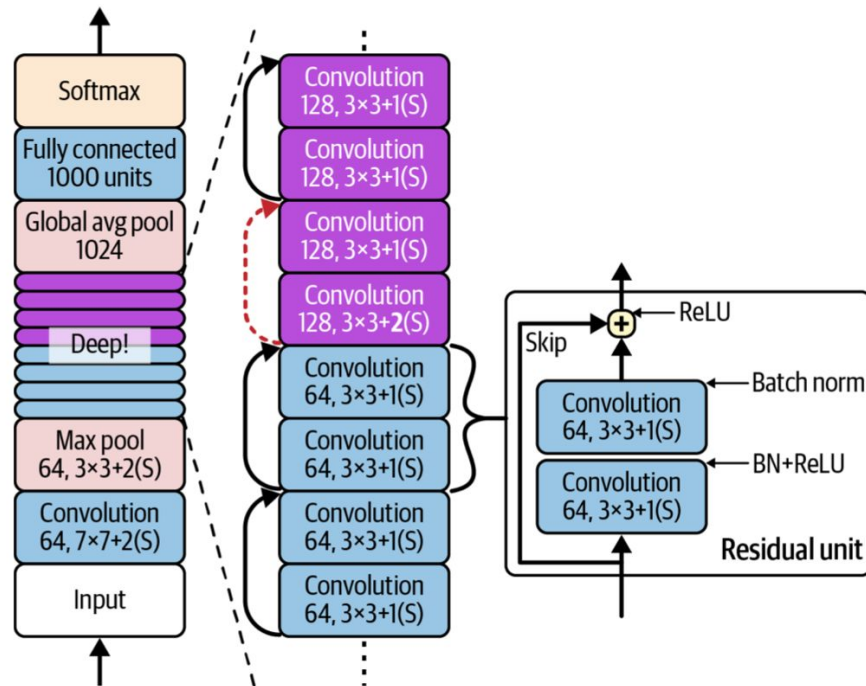 Softmax
Fully connected
1000 units
Global avg pool
1024
Deep!
Max pool
64, 3×3+2(S)
Convolution
64, 7×7+2(S)
Input
Convolution
128, 3×3+1(S)
Convolution
128, 3×3+1(S)
Convolution
128, 3×3+1(S)
Convolution
128, 3×3+2(S)
Convolution
64, 3×3+1(S)
Convolution
64, 3×3+1(S)
Convolution
64, 3×3+1(S)
Convolution
64, 3×3+1(S)
ReLU
Skip
Batch norm
Convolution
64, 3×3+1(S)
BN+ReLU
Convolution
64, 3×3+1(S)
Residual unit